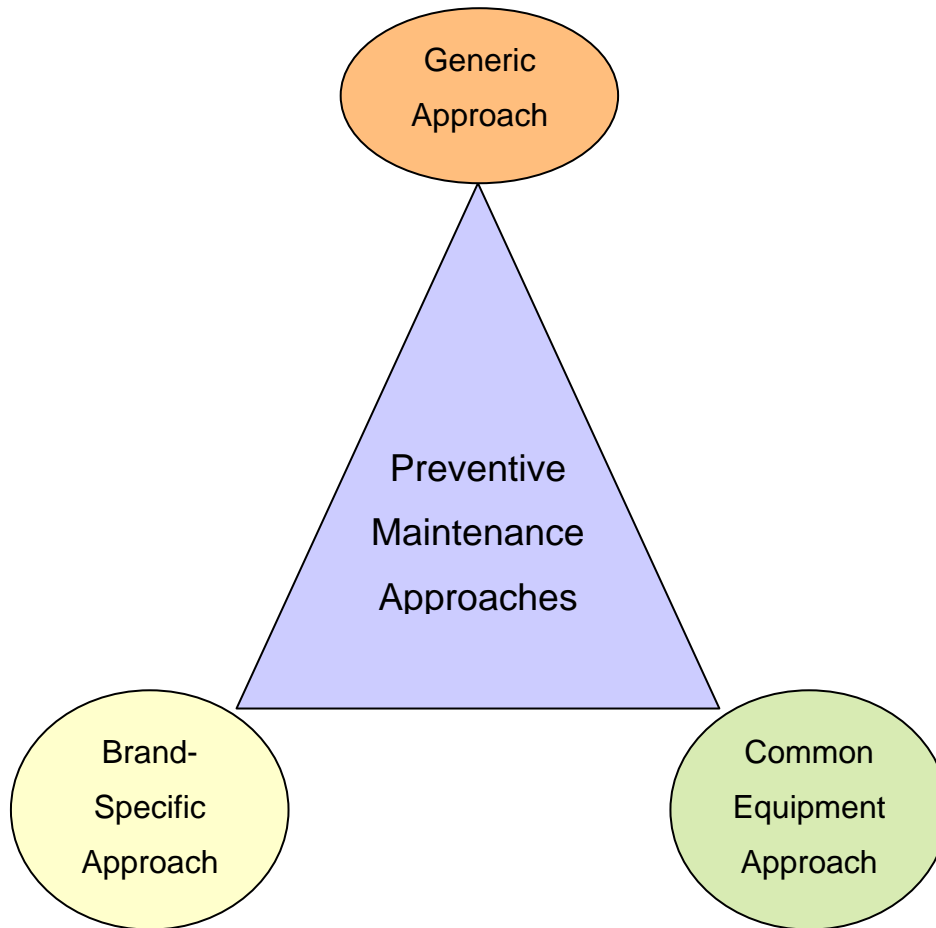 Generic
Approach
Preventive
Maintenance
Approaches
Brand-
Specific
Approach
Common
Equipment
Approach